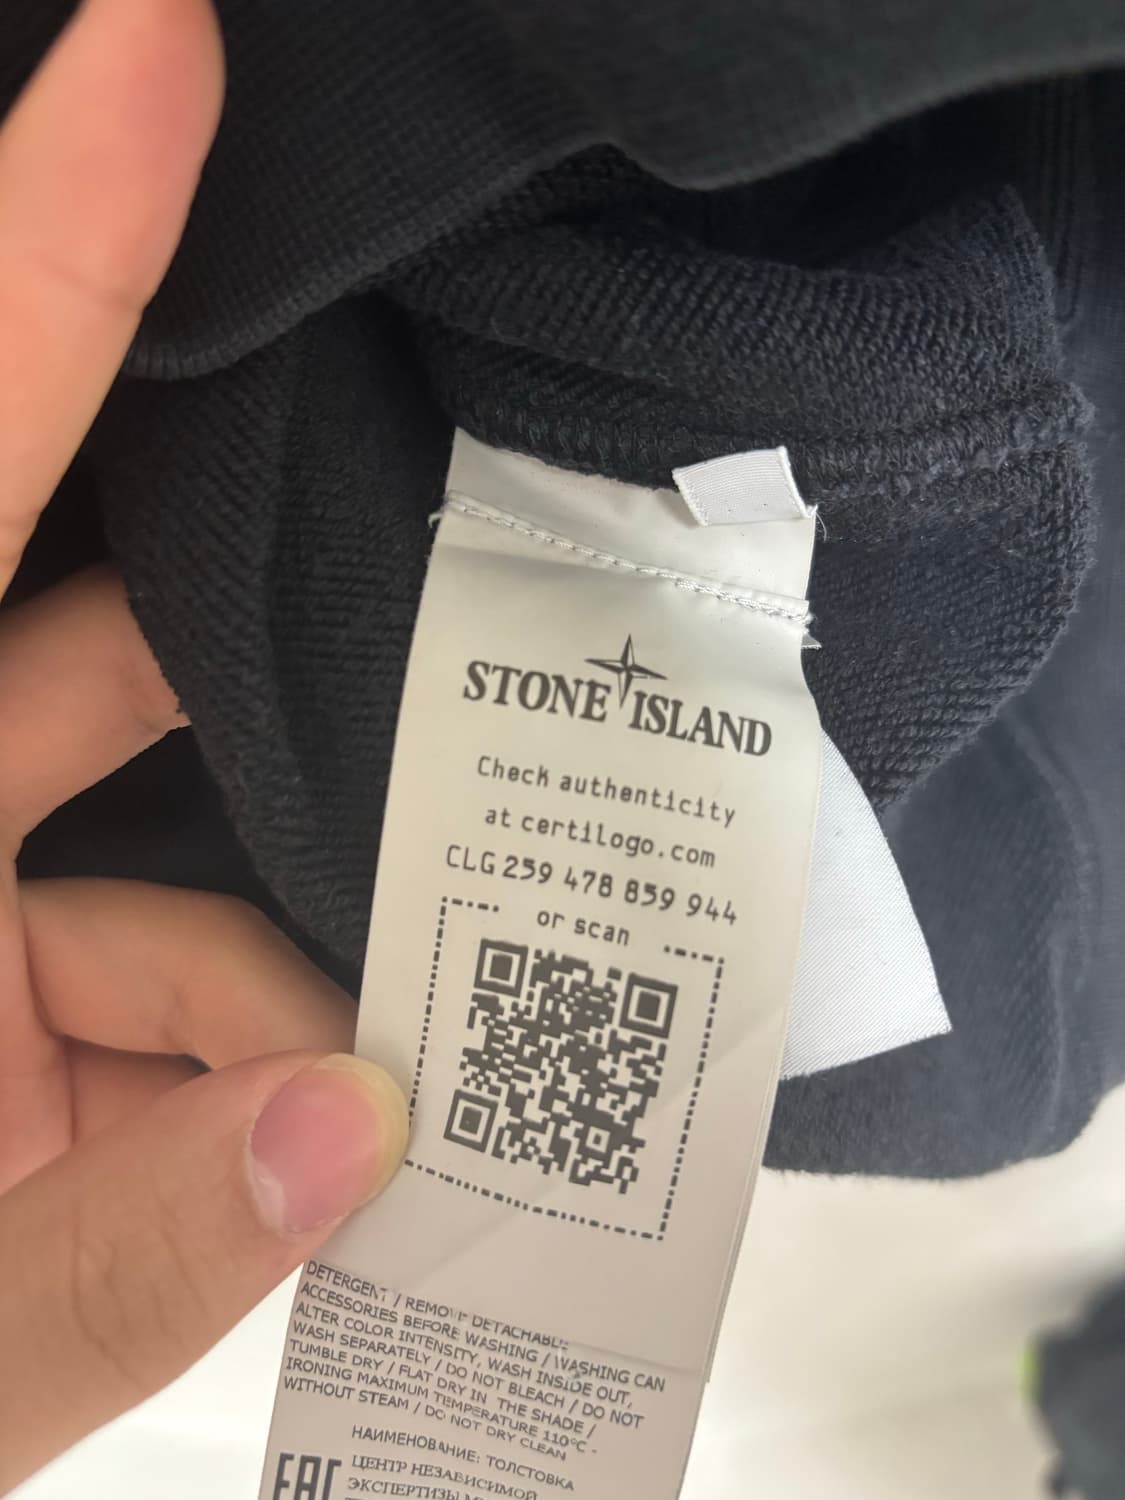 STONE ISLAND
Check authenticity
at certilogo.com
CLG 259 478 859 944
or scan
DETERGENT / REMOVE DETACHABLE
ACCESSORIES BEFORE WASHING / WASHING CAN
ALTER COLOR INTENSITY, WASH INSIDE OUT,
WASH SEPARATELY / DO NOT BLEACH / DO NOT
TUMBLE DRY / FLAT DRY IN THE SHADE /
IRONING MAXIMUM TEMPERATURE 110°C -
WITHOUT STEAM / DO NOT DRY CLEAN
НАИМЕНОВАНИЕ: ТОЛСТОВКА
EAC ЦЕНТР НЕЗАВИСИМОЙ
ЭКСПЕРТИЗЫ